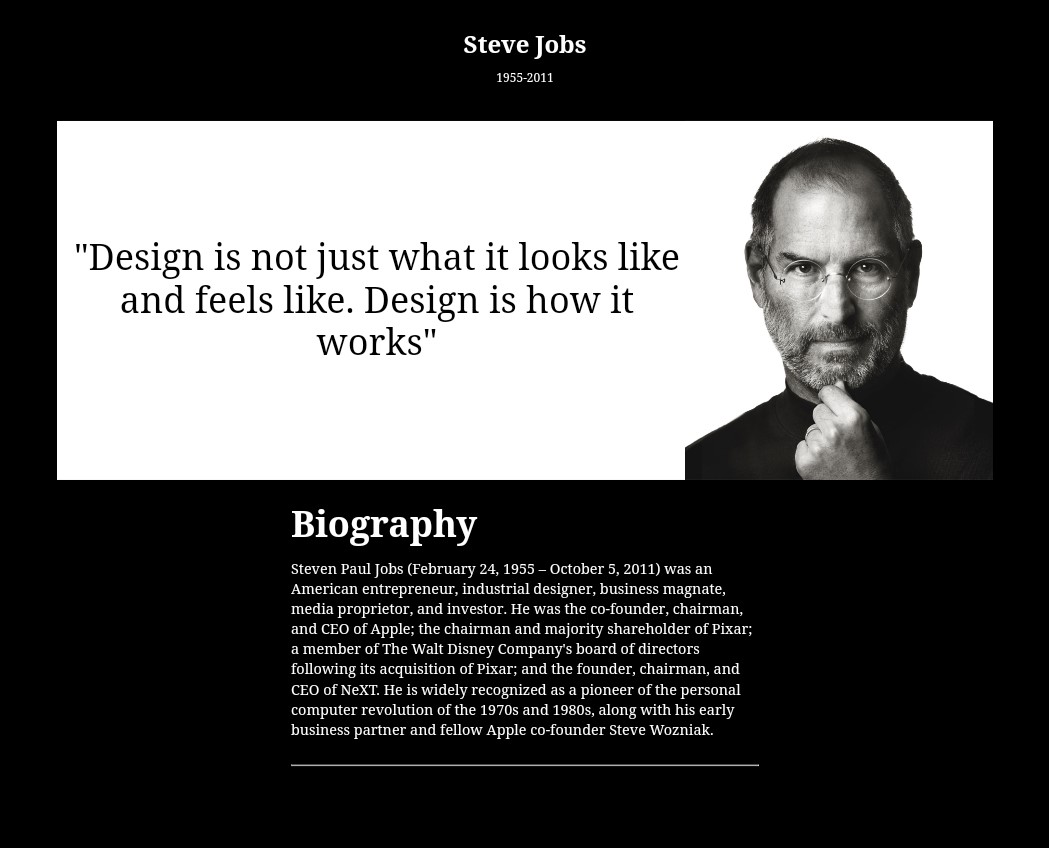 Steve Jobs
1955-2011
"Design is not just what it looks like
and feels like. Design is how it
works"
Biography
Steven Paul Jobs (February 24, 1955 – October 5, 2011) was an
American entrepreneur, industrial designer, business magnate,
media proprietor, and investor. He was the co-founder, chairman,
and CEO of Apple; the chairman and majority shareholder of Pixar;
a member of The Walt Disney Company's board of directors
following its acquisition of Pixar; and the founder, chairman, and
CEO of NeXT. He is widely recognized as a pioneer of the personal
computer revolution of the 1970s and 1980s, along with his early
business partner and fellow Apple co-founder Steve Wozniak.